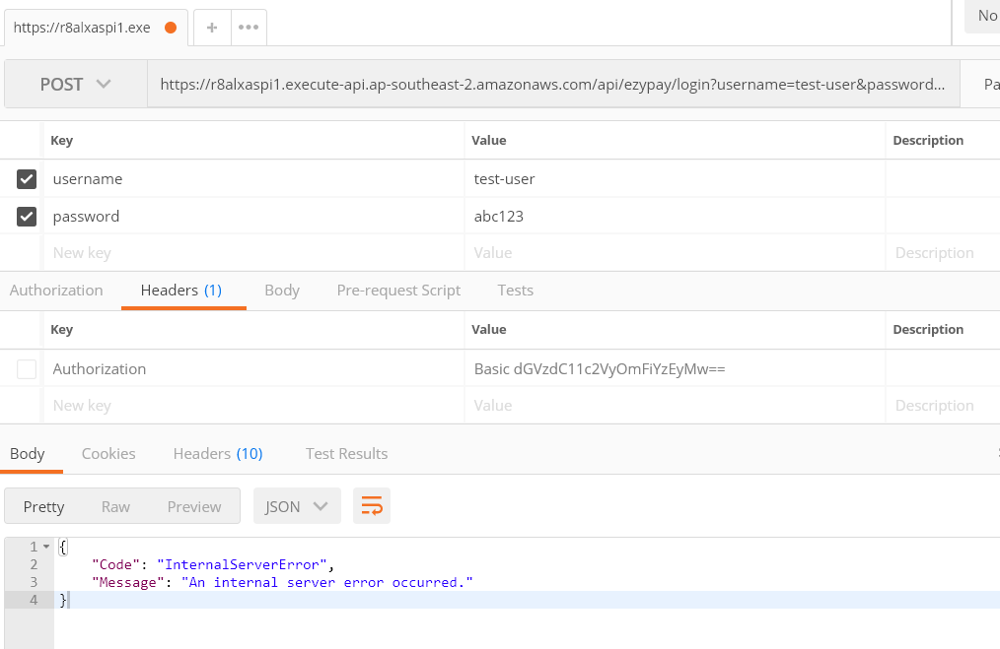 https://r8alxaspi1.exe + •••
No
POST https://r8alxaspi1.execute-api.ap-southeast-2.amazonaws.com/api/ezypay/login?username=test-user&password... Pa
Key Value Description
username test-user
password abc123
New key Value Description
Authorization Headers (1) Body Pre-request Script Tests
Key Value Description
Authorization Basic dGVzdC11c2VyOmFiYzEyMw==
New key Value Description
Body Cookies Headers (10) Test Results
Pretty Raw Preview JSON
1 {
2 "Code": "InternalServerError",
3 "Message": "An internal server error occurred."
4 }